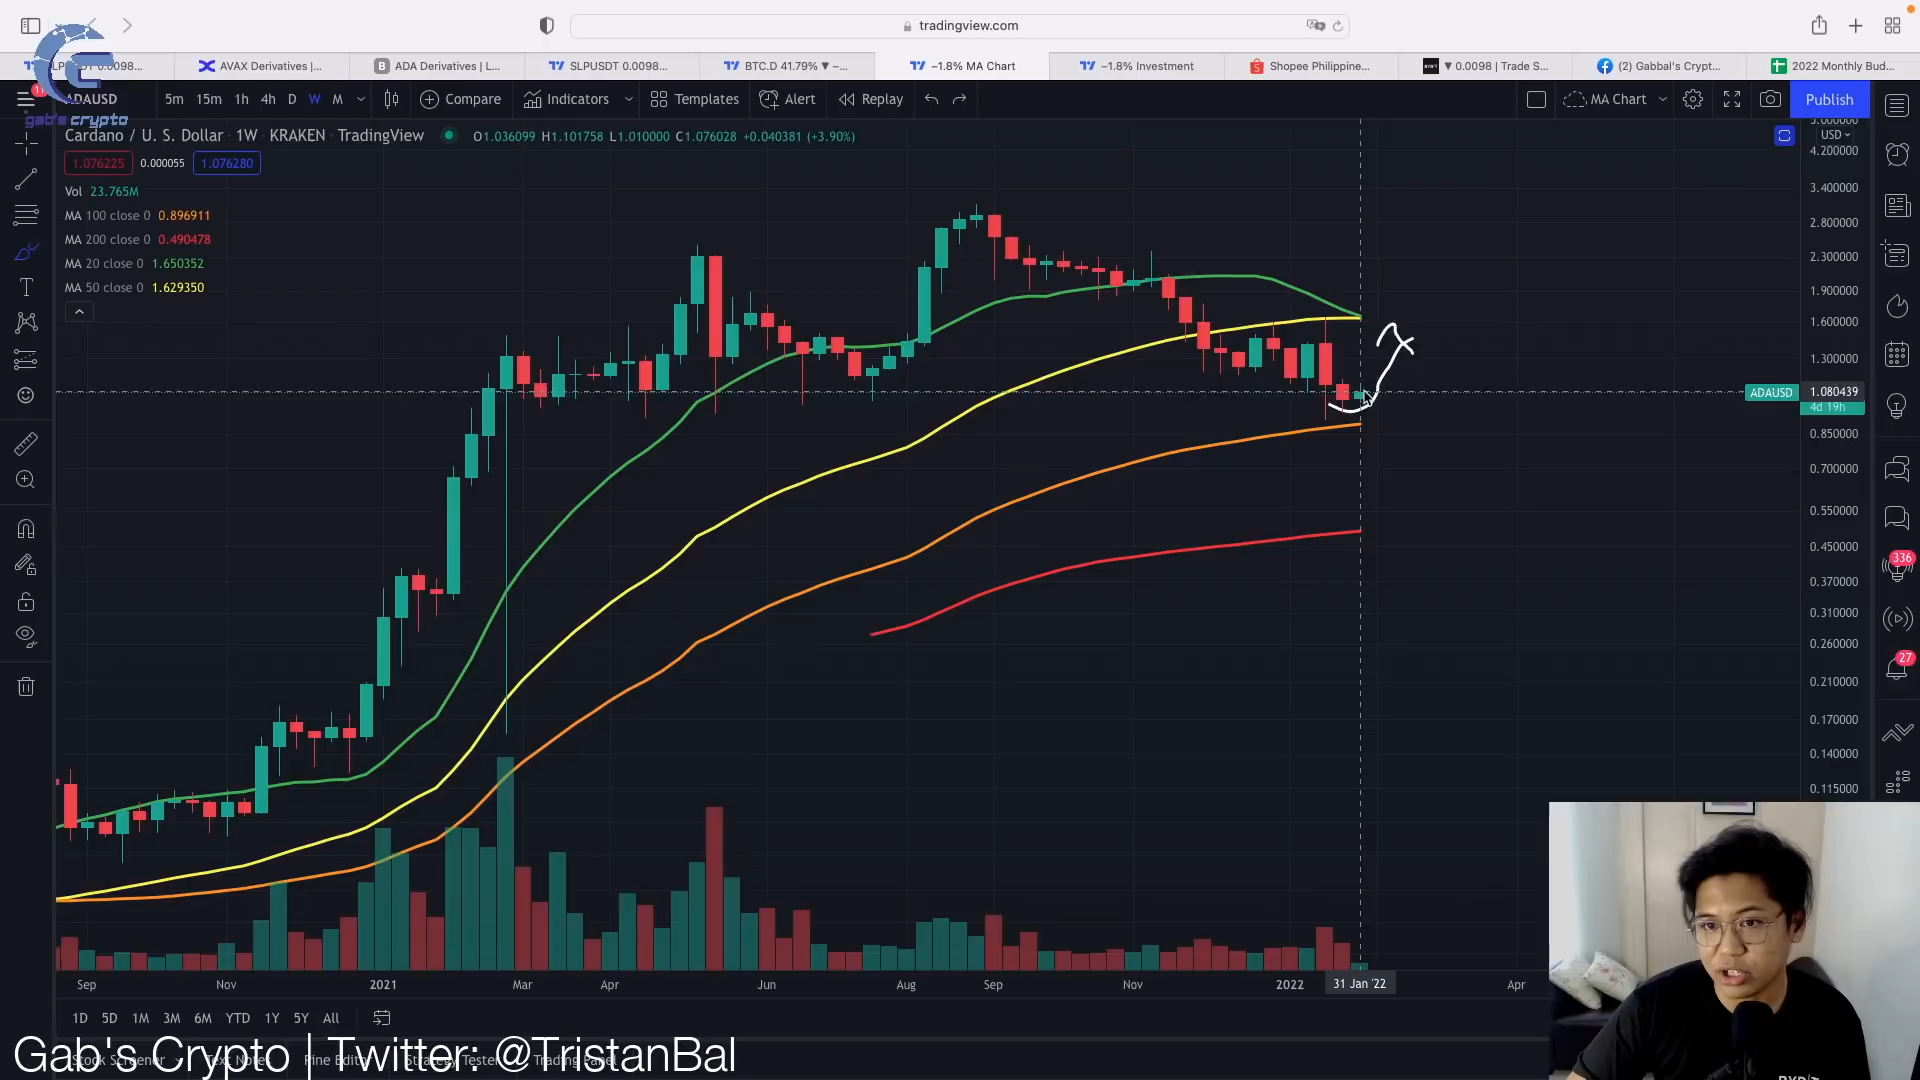 tradingview.com
0.0098...
AVAX Derivatives |...
ADA Derivatives | L...
SLPUSDT 0.0098...
BTC.D 41.79% ▼ –...
–1.8% MA Chart
–1.8% Investment
Shopee Philippine...
▼ 0.0098 | Trade S...
(2) Gabbal's Crypt...
2022 Monthly Bud...
ADAUSD
5m 15m 1h 4h D W M
Compare
Indicators
Templates
Alert
Replay
MA Chart
Publish
gab's crypto
Cardano / U. S. Dollar · 1W · KRAKEN · TradingView
O1.036099 H1.101758 L1.010000 C1.076028 +0.040381 (+3.90%)
USD
1.076225 0.000055 1.076280
Vol 23.765M
MA 100 close 0 0.896911
MA 200 close 0 0.490478
MA 20 close 0 1.650352
MA 50 close 0 1.629350
4.200000
3.400000
2.800000
2.300000
1.900000
1.600000
1.300000
ADAUSD 1.080439
4d 19h
0.850000
0.700000
0.550000
0.450000
0.370000
0.310000
0.260000
0.210000
0.170000
0.140000
0.115000
336
27
Sep Nov 2021 Mar Apr Jun Aug Sep Nov 2022 31 Jan '22 Apr
1D 5D 1M 3M 6M YTD 1Y 5Y All
Gab's Crypto | Twitter: @TristanBal